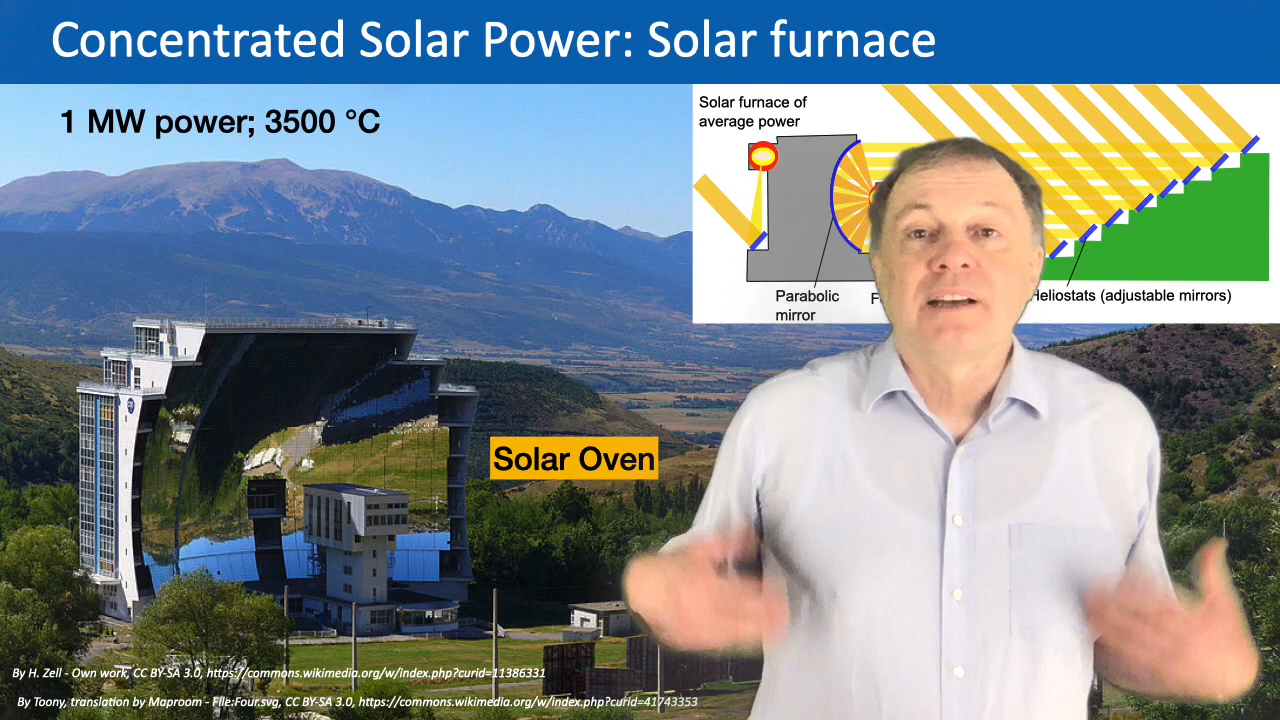 Concentrated Solar Power: Solar furnace
1 MW power; 3500 °C
Solar furnace of
average power
Parabolic
mirror
Heliostats (adjustable mirrors)
Solar Oven
By H. Zell - Own work, CC BY-SA 3.0, https://commons.wikimedia.org/w/index.php?curid=11386331
By Toony, translation by Maproom - File:Four.svg, CC BY-SA 3.0, https://commons.wikimedia.org/w/index.php?curid=41743353